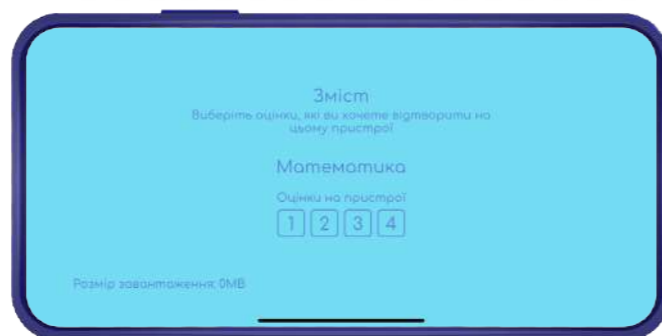 Зміст
Виберіть оцінки, які ви хочете відтворити на
цьому пристрої
Математика
Оцінки на пристрої
1 2 3 4
Розмір завантаження: 0MB